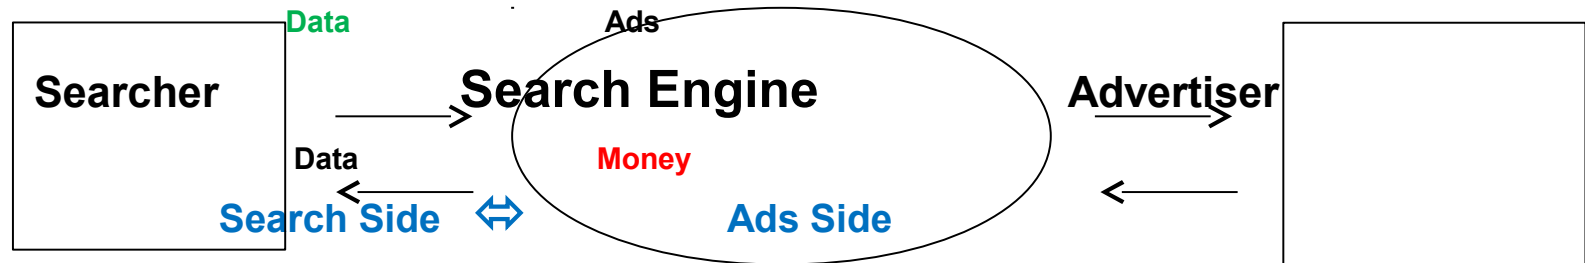 Data Ads
Searcher Search Engine Advertiser
Data Money
Search Side ⇔ Ads Side